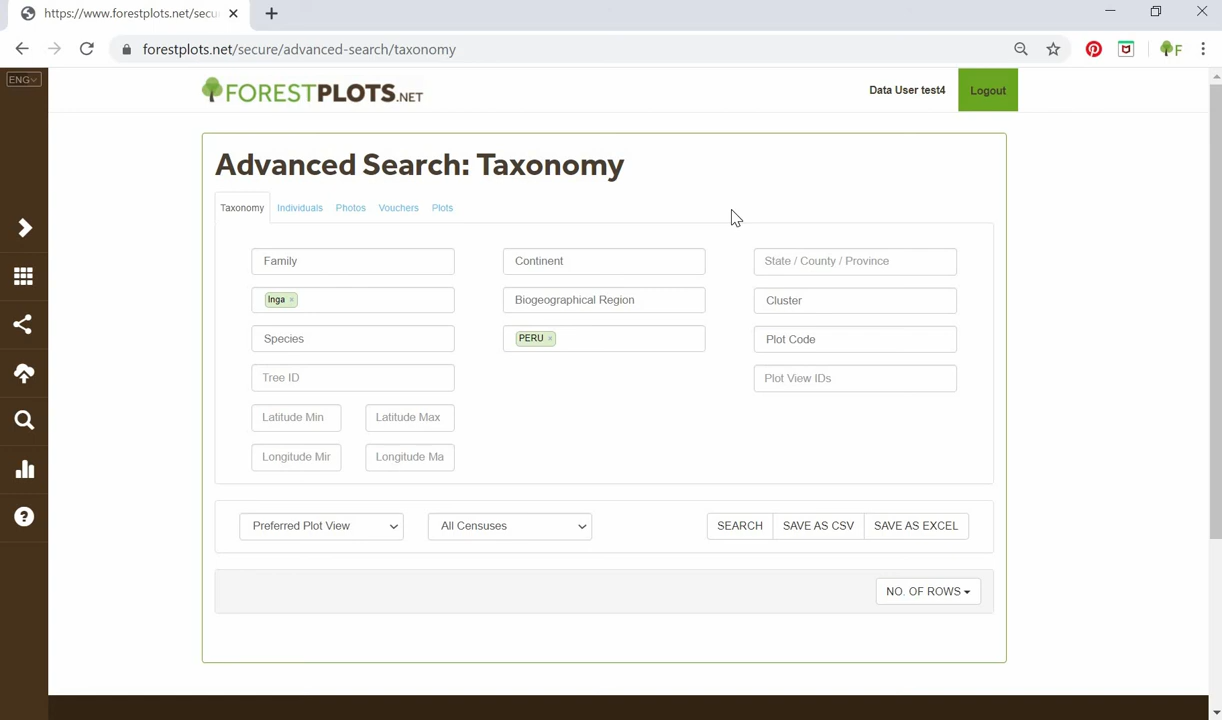 https://www.forestplots.net/secu
forestplots.net/secure/advanced-search/taxonomy
F
ENG
FORESTPLOTS.NET
Data User test4
Logout
Advanced Search: Taxonomy
Taxonomy Individuals Photos Vouchers Plots
Family Continent State / County / Province
Inga × Biogeographical Region Cluster
Species PERU × Plot Code
Tree ID Plot View IDs
Latitude Min Latitude Max
Longitude Mir Longitude Ma
Preferred Plot View All Censuses SEARCH SAVE AS CSV SAVE AS EXCEL
NO. OF ROWS